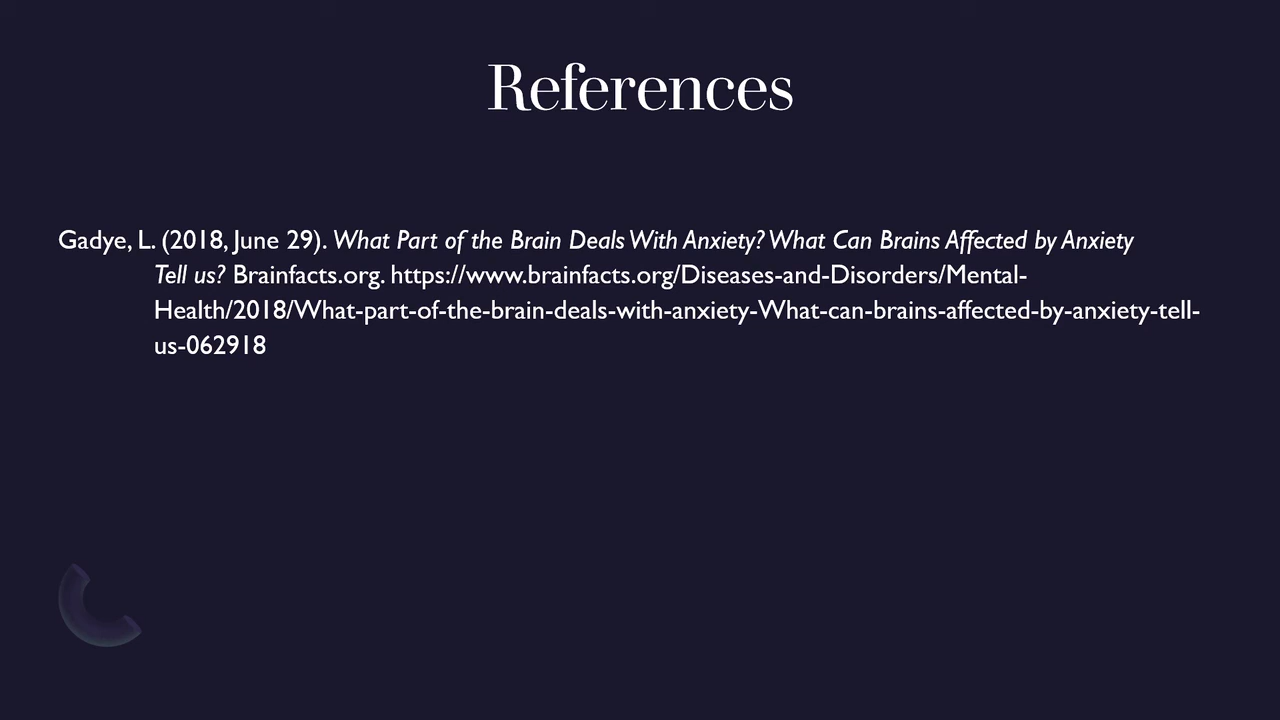 References
Gadye, L. (2018, June 29). What Part of the Brain Deals With Anxiety? What Can Brains Affected by Anxiety
Tell us? Brainfacts.org. https://www.brainfacts.org/Diseases-and-Disorders/Mental-
Health/2018/What-part-of-the-brain-deals-with-anxiety-What-can-brains-affected-by-anxiety-tell-
us-062918